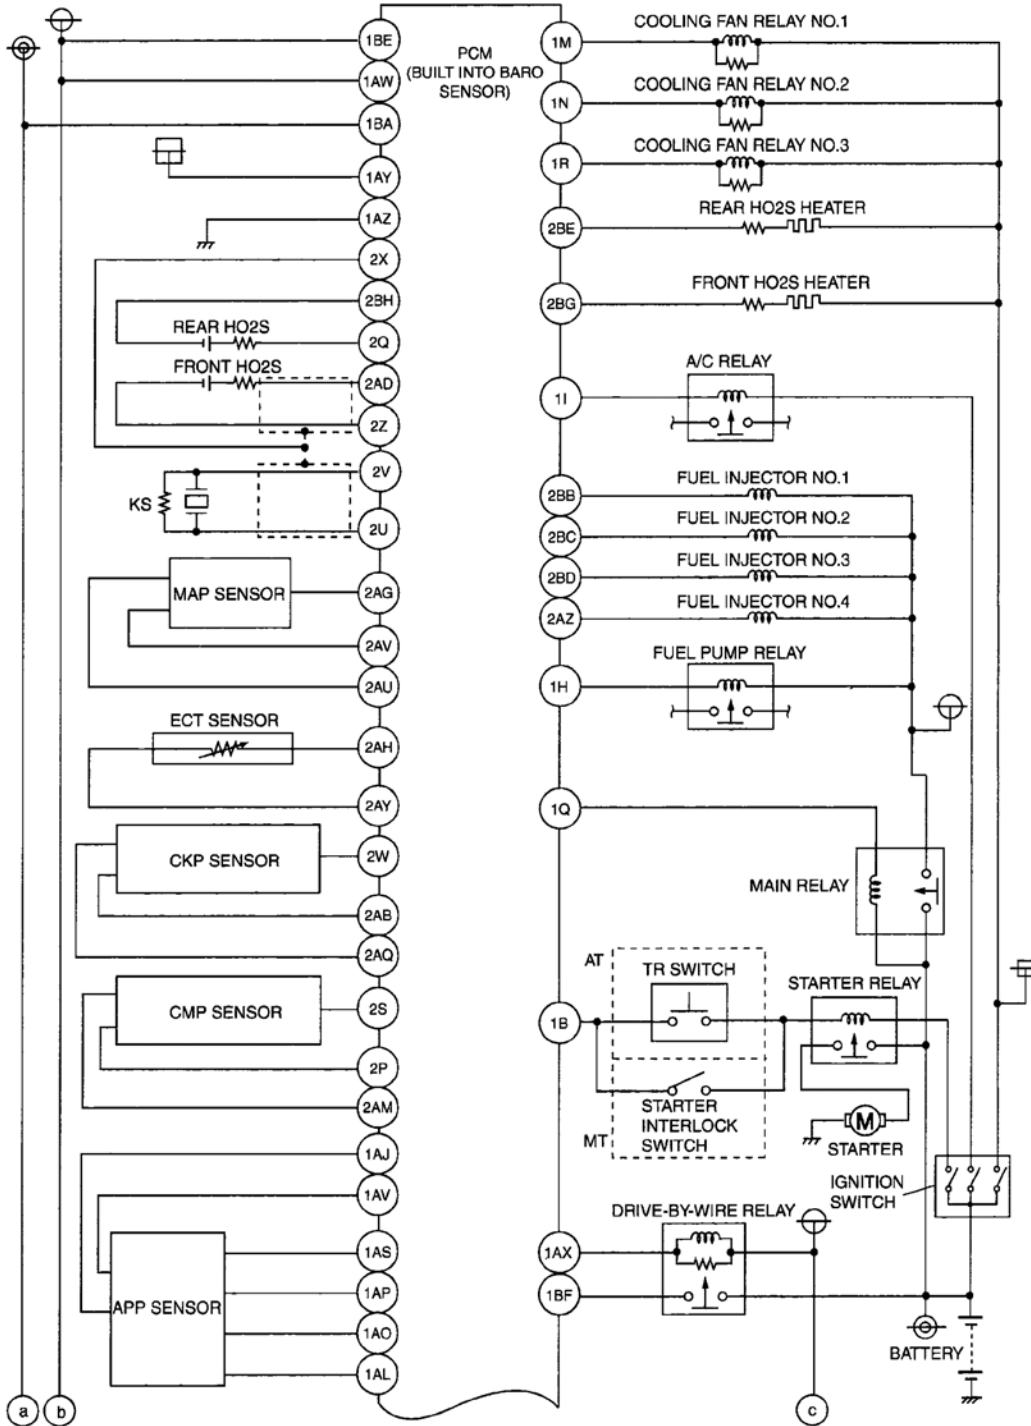 PCM
(BUILT INTO BARO
SENSOR)
1BE
1AW
1BA
1AY
1AZ
2X
2BH
REAR HO2S
2Q
FRONT HO2S
2AD
2Z
2V
KS
2U
MAP SENSOR
2AG
2AV
2AU
ECT SENSOR
2AH
2AY
CKP SENSOR
2W
2AB
2AQ
CMP SENSOR
2S
2P
2AM
1AJ
1AV
1AS
APP SENSOR
1AP
1AO
1AL
a
b
COOLING FAN RELAY NO.1
1M
COOLING FAN RELAY NO.2
1N
COOLING FAN RELAY NO.3
1R
REAR HO2S HEATER
2BE
FRONT HO2S HEATER
2BG
A/C RELAY
1I
FUEL INJECTOR NO.1
2BB
FUEL INJECTOR NO.2
2BC
FUEL INJECTOR NO.3
2BD
FUEL INJECTOR NO.4
2AZ
FUEL PUMP RELAY
1H
1Q
MAIN RELAY
AT
TR SWITCH
STARTER RELAY
1B
STARTER
INTERLOCK
SWITCH
MT
M
STARTER
IGNITION
SWITCH
DRIVE-BY-WIRE RELAY
1AX
1BF
BATTERY
c